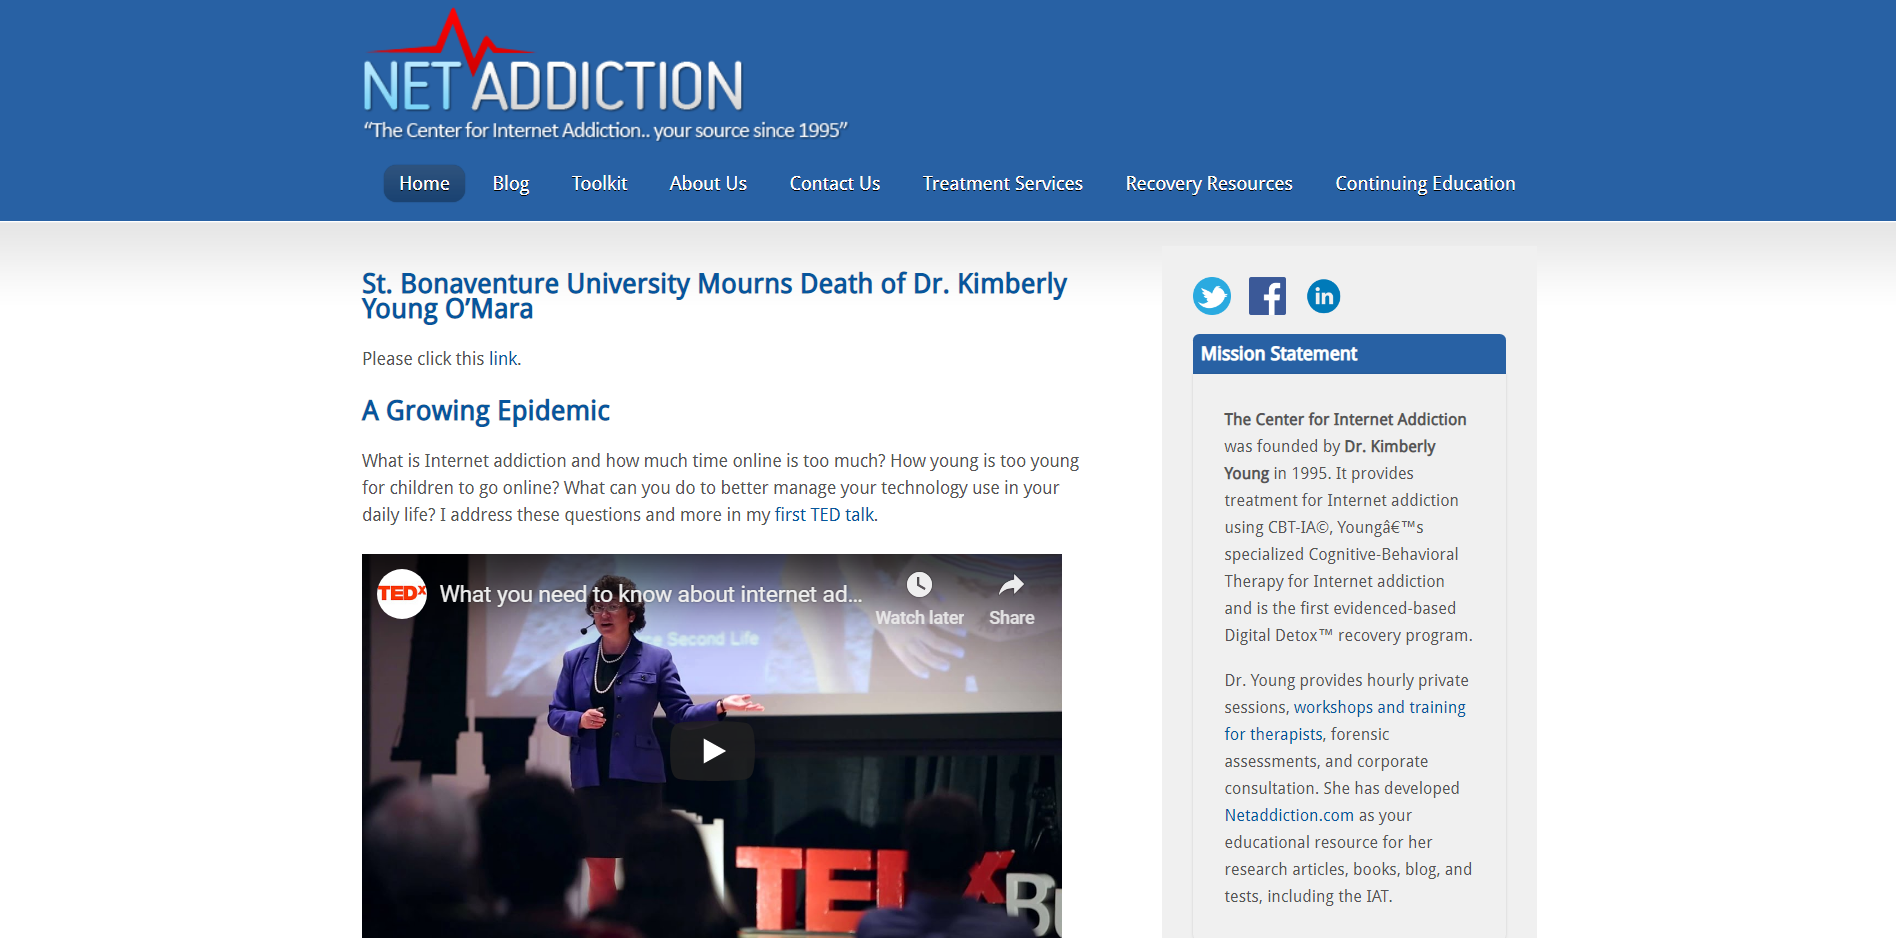 NET ADDICTION
“The Center for Internet Addiction.. your source since 1995”
Home Blog Toolkit About Us Contact Us Treatment Services Recovery Resources Continuing Education
St. Bonaventure University Mourns Death of Dr. Kimberly
Young O’Mara
Please click this link.
A Growing Epidemic
What is Internet addiction and how much time online is too much? How young is too young
for children to go online? What can you do to better manage your technology use in your
daily life? I address these questions and more in my first TED talk.
TEDx What you need to know about internet ad...
Watch later Share
Second Life
TEDx
Bu
in
Mission Statement
The Center for Internet Addiction
was founded by Dr. Kimberly
Young in 1995. It provides
treatment for Internet addiction
using CBT-IA©, Youngâ€™s
specialized Cognitive-Behavioral
Therapy for Internet addiction
and is the first evidenced-based
Digital Detox™ recovery program.
Dr. Young provides hourly private
sessions, workshops and training
for therapists, forensic
assessments, and corporate
consultation. She has developed
Netaddiction.com as your
educational resource for her
research articles, books, blog, and
tests, including the IAT.